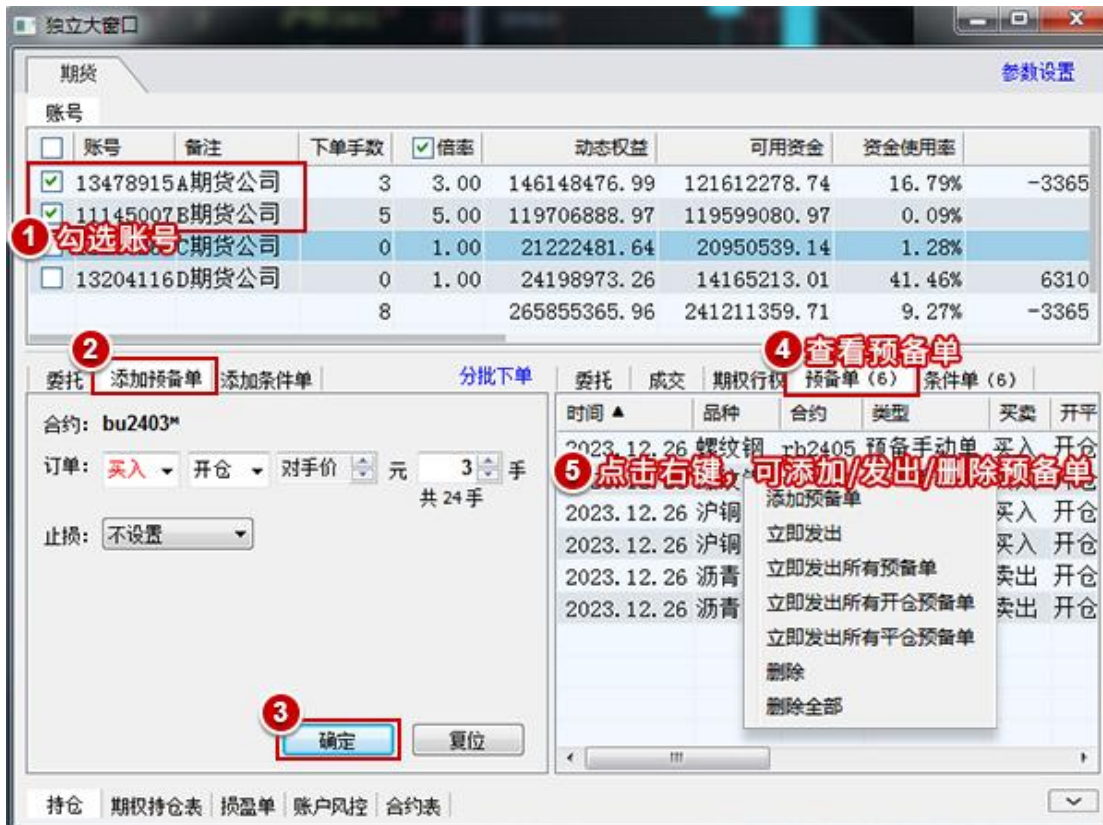 独立大窗口
期货
参数设置
账号
账号 备注 下单手数 倍率 动态权益 可用资金 资金使用率
13478915 A期货公司 3 3.00 146148476.99 121612278.74 16.79% -3365
11145007 B期货公司 5 5.00 119706888.97 119599080.97 0.09%
1 勾选账号
C期货公司 0 1.00 21222481.64 20950539.14 1.28%
13204116 D期货公司 0 1.00 24198973.26 14165213.01 41.46% 6310
8 265855365.96 241211359.71 9.27% -3365
2
4 查看预备单
委托 添加预备单 添加条件单 分批下单
委托 成交 期权行权 预备单 (6) 条件单 (6)
合约: bu2403M
订单: 买入 开仓 对手价 元 3 手
共 24 手
止损: 不设置
3
确定 复位
时间 ▲ 品种 合约 类型 买卖 开平
2023.12.26 螺纹钢 rb2405 预备手动单 买入 开仓
5 点击右键,可添加/发出/删除预备单
2023.12.26 沪铜 买入 开仓
2023.12.26 沪铜 买入 开仓
2023.12.26 沥青 卖出 开仓
2023.12.26 沥青 卖出 开仓
添加预备单
立即发出
立即发出所有预备单
立即发出所有开仓预备单
立即发出所有平仓预备单
删除
删除全部
持仓 期权持仓表 损盈单 账户风控 合约表